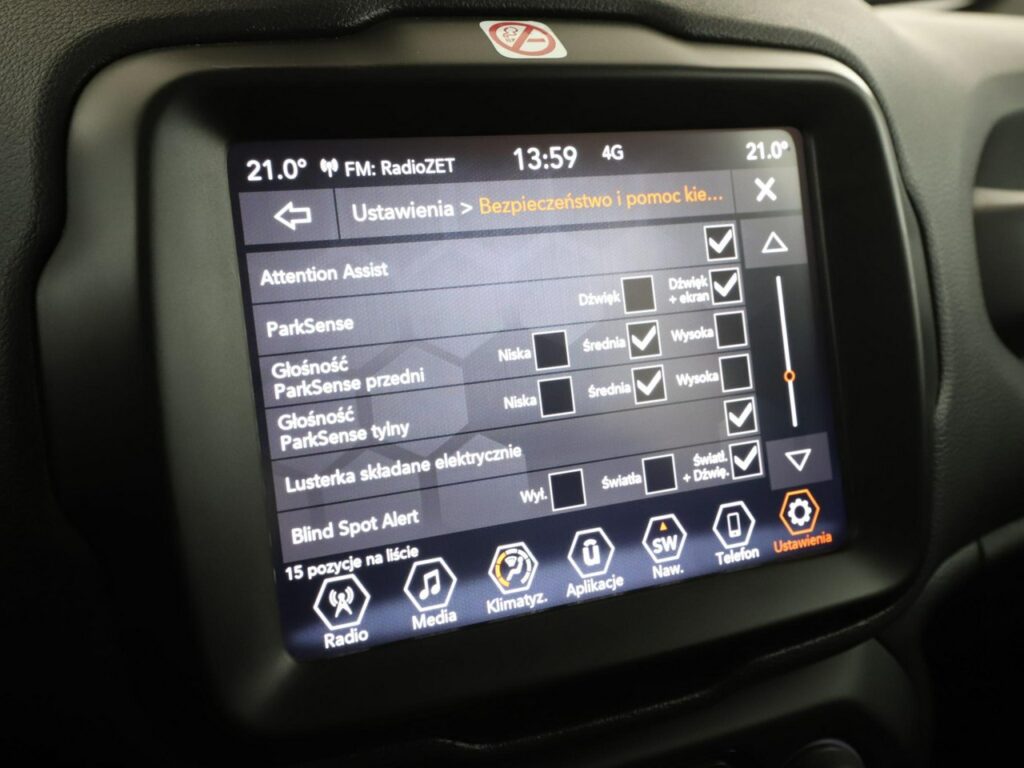 21.0° FM: RadioZET 13:59 4G 21.0°
Ustawienia > Bezpieczeństwo i pomoc kie...
Attention Assist
ParkSense Dźwięk Dźwięk + ekran
Głośność
ParkSense przedni Niska Średnia Wysoka
Głośność
ParkSense tylny Niska Średnia Wysoka
Lusterka składane elektrycznie
Blind Spot Alert Wył. Światła Światł. + Dźwię.
15 pozycje na liście
Radio Media Klimatyz. Aplikacje SW Naw. Telefon Ustawienia